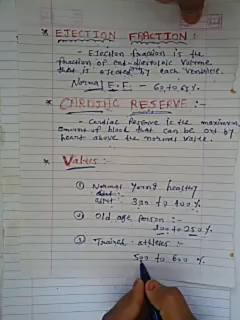 * EJECTION FRACTION :-
- Ejection fraction is the
fraction of end-diastolic volume
that is ejected by each ventricle.
Normal E.F. - 60 to 65%
* CARDIAC RESERVE :-
- Cardiac Reserve is the maximum
amount of blood that can be out by
heart above the normal value.
* Values :-
① Normal young healthy
adult :- 300 to 400%
② Old age person :-
200 to 250%
③ Trained athletes :-
500 to 600 %